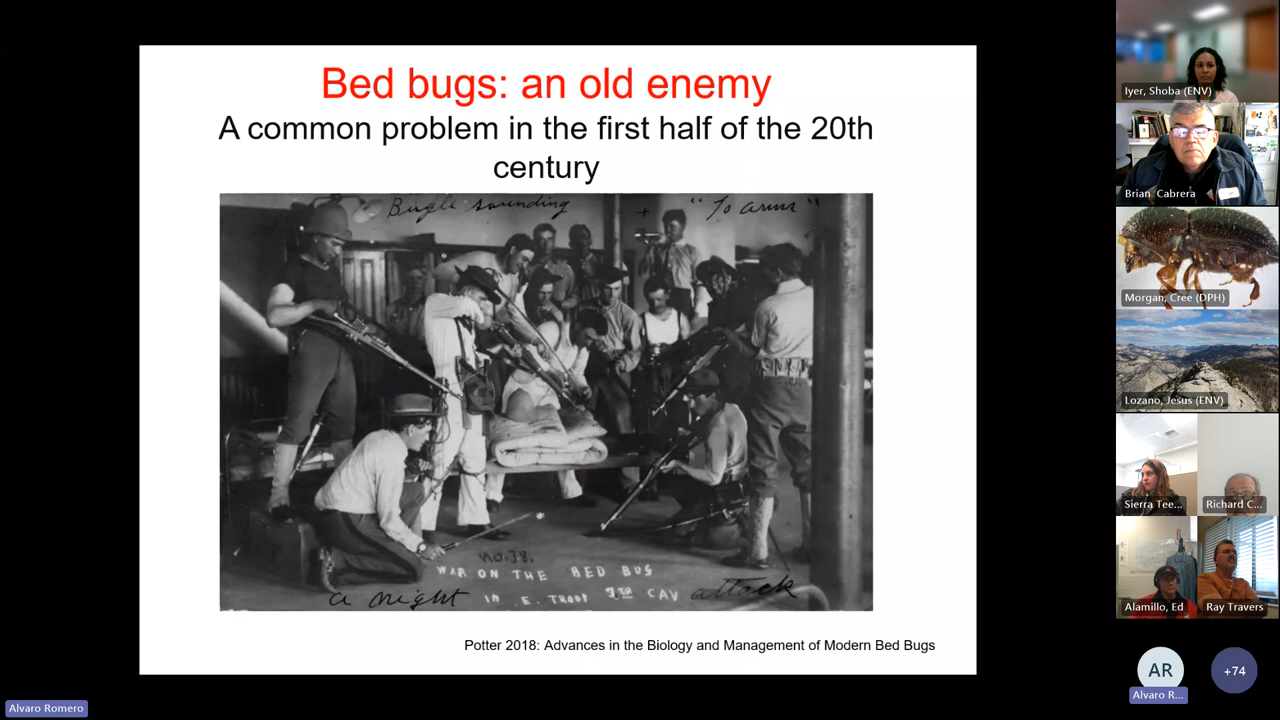 Bed bugs: an old enemy
A common problem in the first half of the 20th
century
Bugle sounding + "To arms"
no. 38.
WAR ON THE BED BUG
a night IN E. TROOP 3RD CAV attack
Potter 2018: Advances in the Biology and Management of Modern Bed Bugs
Iyer, Shoba (ENV)
Brian Cabrera
Morgan, Cree (DPH)
Lozano, Jesus (ENV)
Sierra Tee...
Richard C...
Alamillo, Ed
Ray Travers
AR
+74
Alvaro R...
Alvaro Romero